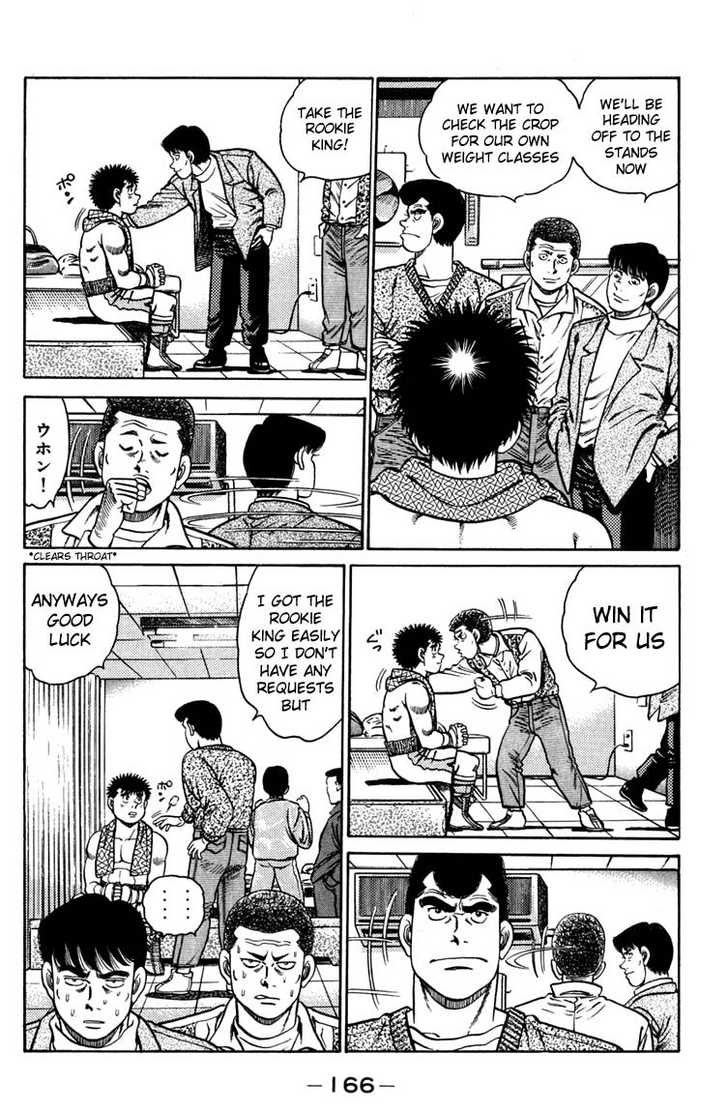 WE'LL BE
HEADING
OFF TO THE
STANDS
NOW
WE WANT TO
CHECK THE CROP
FOR OUR OWN
WEIGHT CLASSES
TAKE THE
ROOKIE
KING!
ポン
ウホン!
*CLEARS THROAT*
WIN IT
FOR US
ぐっ
I GOT THE
ROOKIE
KING EASILY
SO I DON'T
HAVE ANY
REQUESTS
BUT
ANYWAYS
GOOD
LUCK
ポン
......
— 166 —